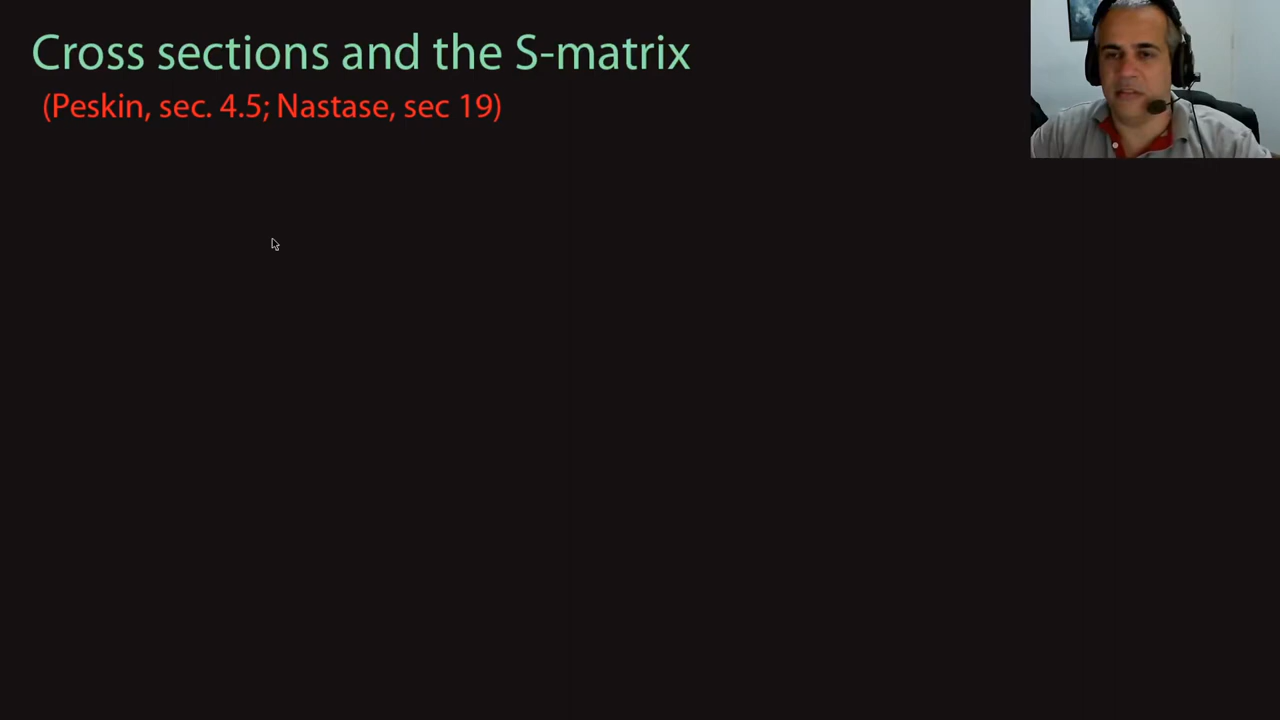 Cross sections and the S-matrix
(Peskin, sec. 4.5; Nastase, sec 19)